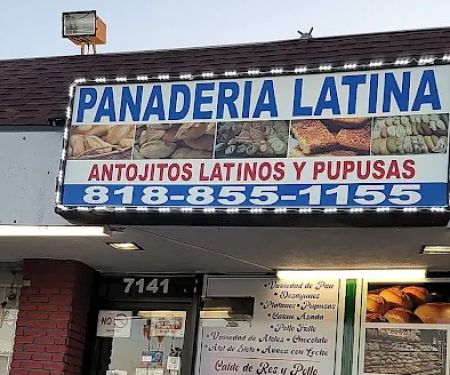 PANADERIA LATINA
ANTOJITOS LATINOS Y PUPUSAS
818-855-1155
7141
NO
• Variedad de Pan •
• Desayunos •
• Platanos • Pupusas
• Carne Asada
• Pollo Frito
Variedad de Atoles • Chocolate
Atol de Elote • Arroz con Leche
Caldo de Res y Pollo